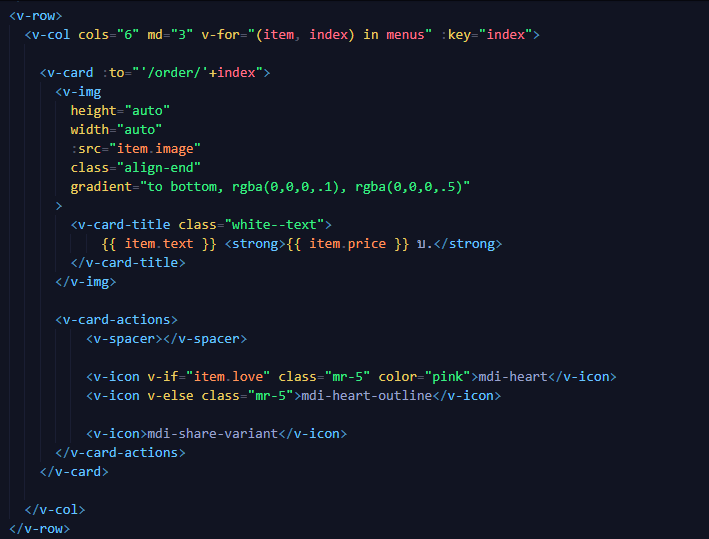 <v-row>
<v-col cols="6" md="3" v-for="(item, index) in menus" :key="index">
<v-card :to="'/order/'+index">
<v-img
height="auto"
width="auto"
:src="item.image"
class="align-end"
gradient="to bottom, rgba(0,0,0,.1), rgba(0,0,0,.5)"
>
<v-card-title class="white--text">
{{ item.text }} <strong>{{ item.price }} บ.</strong>
</v-card-title>
</v-img>
<v-card-actions>
<v-spacer></v-spacer>
<v-icon v-if="item.love" class="mr-5" color="pink">mdi-heart</v-icon>
<v-icon v-else class="mr-5">mdi-heart-outline</v-icon>
<v-icon>mdi-share-variant</v-icon>
</v-card-actions>
</v-card>
</v-col>
</v-row>